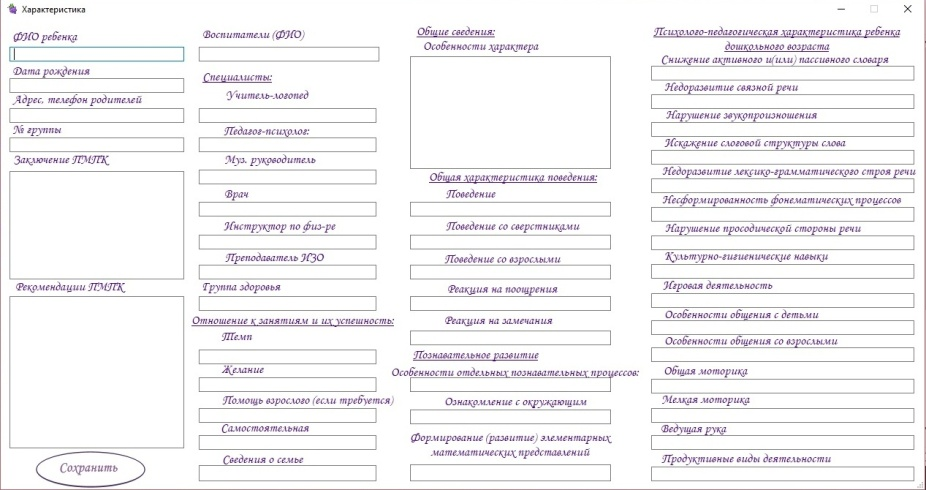 Характеристика
ФИО ребенка
Дата рождения
Адрес, телефон родителей
№ группы
Заключение ПМПК
Рекомендации ПМПК
Сохранить
Воспитатели (ФИО)
Специалисты:
Учитель-логопед
Педагог-психолог:
Муз. руководитель
Врач
Инструктор по физ-ре
Преподаватель ИЗО
Группа здоровья
Отношение к занятиям и их успешность:
Темп
Желание
Помощь взрослого (если требуется)
Самостоятельная
Сведения о семье
Общие сведения:
Особенности характера
Общая характеристика поведения:
Поведение
Поведение со сверстниками
Поведение со взрослыми
Реакция на поощрения
Реакция на замечания
Познавательное развитие
Особенности отдельных познавательных процессов:
Ознакомление с окружающим
Формирование (развитие) элементарных
математических представлений
Психолого-педагогическая характеристика ребенка
дошкольного возраста
Снижение активного и(или) пассивного словаря
Недоразвитие связной речи
Нарушение звукопроизношения
Искажение слоговой структуры слова
Недоразвитие лексико-грамматического строя речи
Несформированность фонематических процессов
Нарушение просодической стороны речи
Культурно-гигиенические навыки
Игровая деятельность
Особенности общения с детьми
Особенности общения со взрослыми
Общая моторика
Мелкая моторика
Ведущая рука
Продуктивные виды деятельности